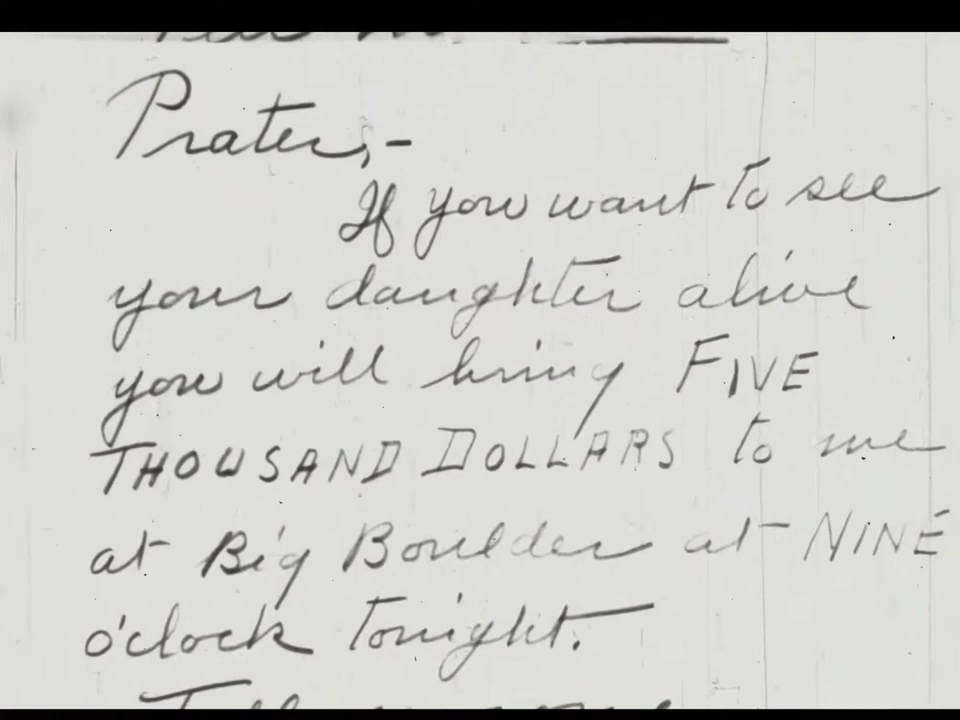 Prater,-
If you want to see
your daughter alive
you will bring FIVE
THOUSAND DOLLARS to me
at Big Boulder at NINE
o'clock tonight.